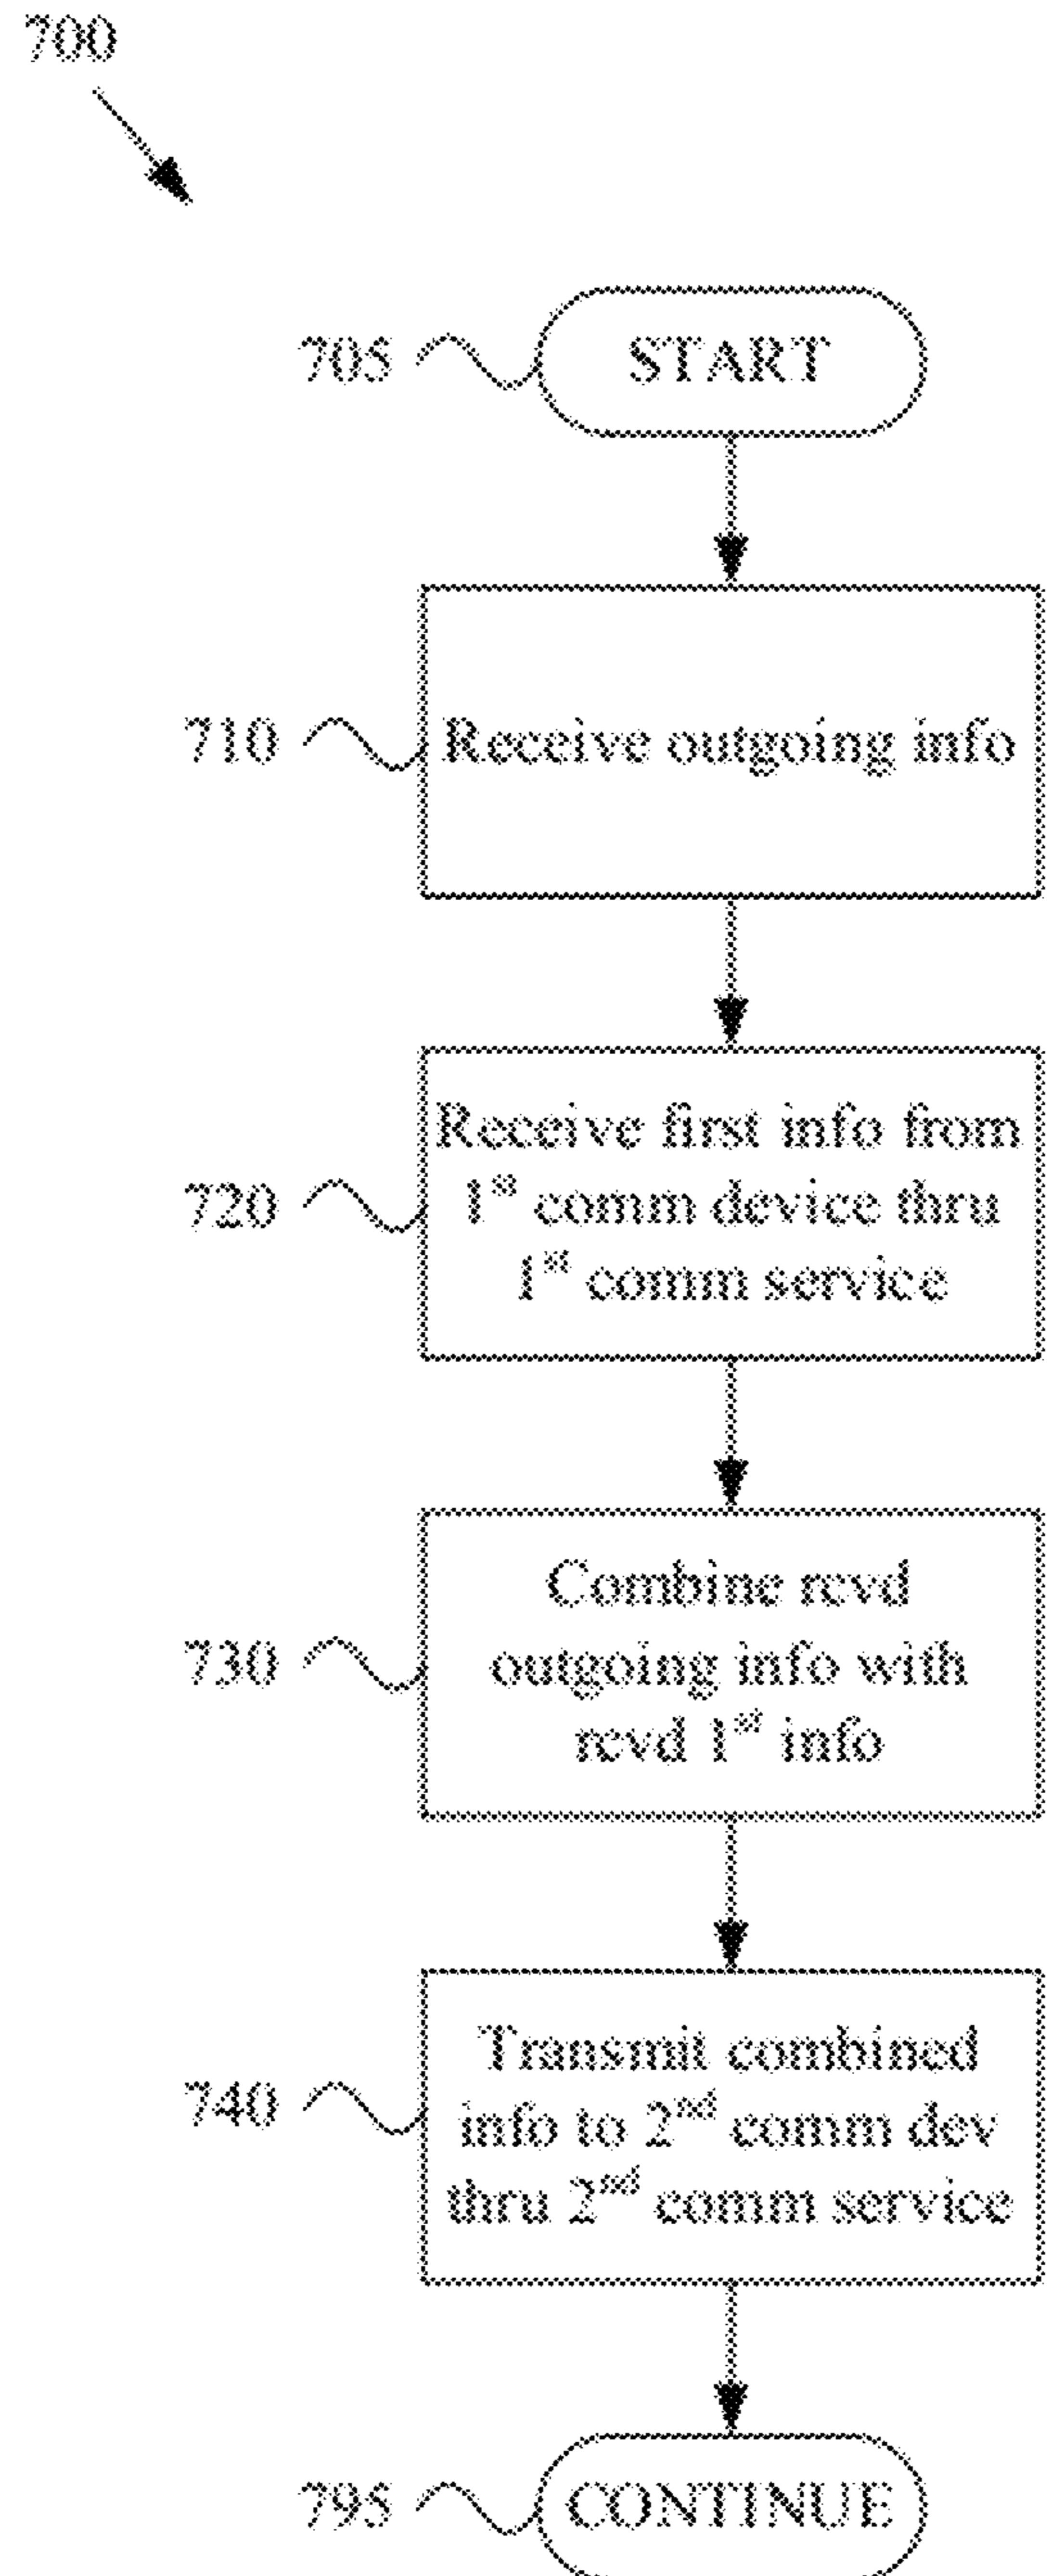 700
705 START
710 Receive outgoing info
720 Receive first info from
1st comm device thru
1st comm service
730 Combine rcvd
outgoing info with
rcvd 1st info
740 Transmit combined
info to 2nd comm dev
thru 2nd comm service
795 CONTINUE